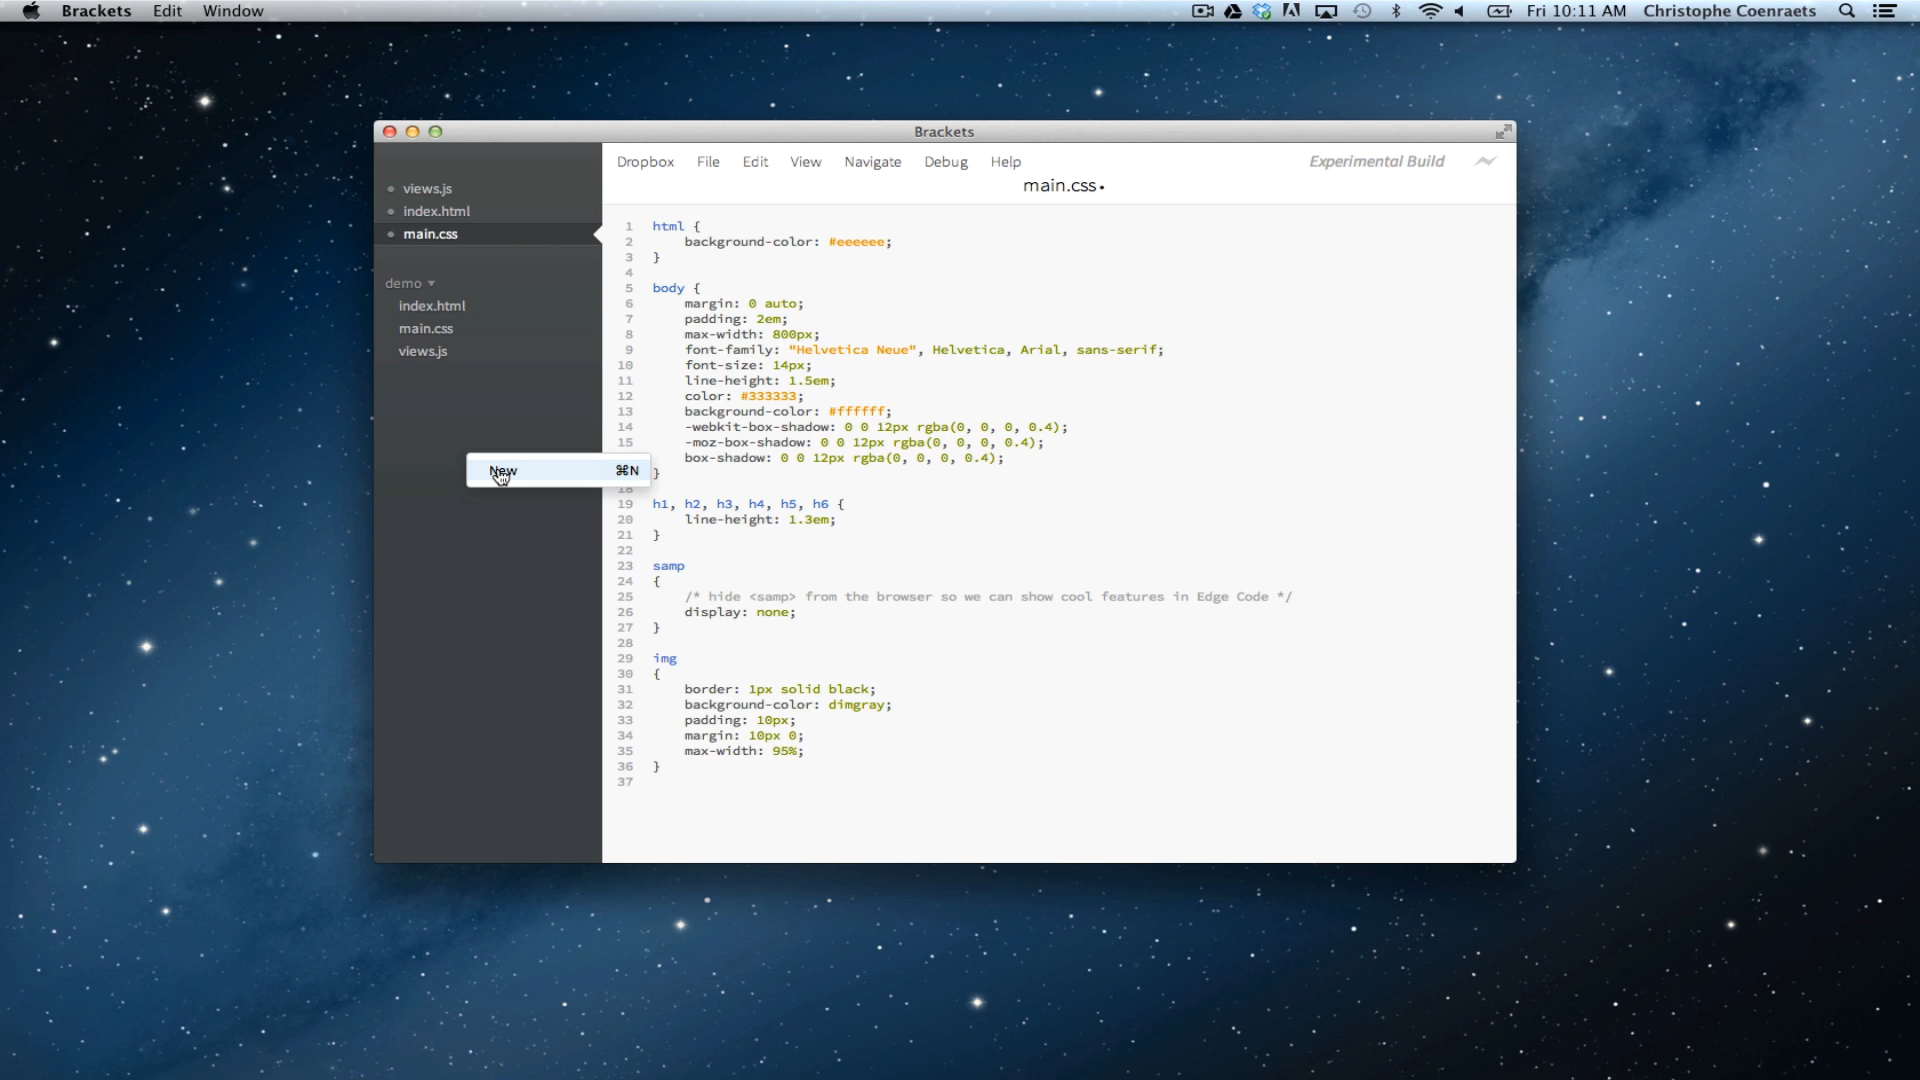 Brackets Edit Window Fri 10:11 AM Christophe Coenraets
Brackets
Dropbox File Edit View Navigate Debug Help Experimental Build
main.css •
views.js
index.html
main.css
demo
index.html
main.css
views.js
New ⌘N
1 html {
2 background-color: #eeeeee;
3 }
4
5 body {
6 margin: 0 auto;
7 padding: 2em;
8 max-width: 800px;
9 font-family: "Helvetica Neue", Helvetica, Arial, sans-serif;
10 font-size: 14px;
11 line-height: 1.5em;
12 color: #333333;
13 background-color: #ffffff;
14 -webkit-box-shadow: 0 0 12px rgba(0, 0, 0, 0.4);
15 -moz-box-shadow: 0 0 12px rgba(0, 0, 0, 0.4);
box-shadow: 0 0 12px rgba(0, 0, 0, 0.4);
}
18
19 h1, h2, h3, h4, h5, h6 {
20 line-height: 1.3em;
21 }
22
23 samp
24 {
25 /* hide <samp> from the browser so we can show cool features in Edge Code */
26 display: none;
27 }
28
29 img
30 {
31 border: 1px solid black;
32 background-color: dimgray;
33 padding: 10px;
34 margin: 10px 0;
35 max-width: 95%;
36 }
37